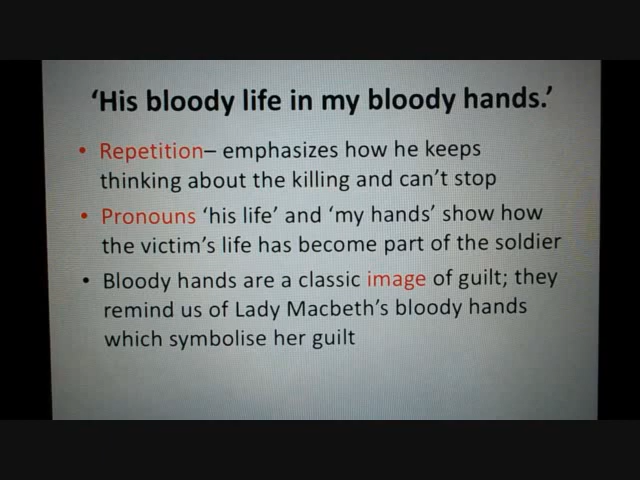 ‘His bloody life in my bloody hands.’
• Repetition– emphasizes how he keeps
thinking about the killing and can’t stop
• Pronouns ‘his life’ and ‘my hands’ show how
the victim’s life has become part of the soldier
• Bloody hands are a classic image of guilt; they
remind us of Lady Macbeth’s bloody hands
which symbolise her guilt